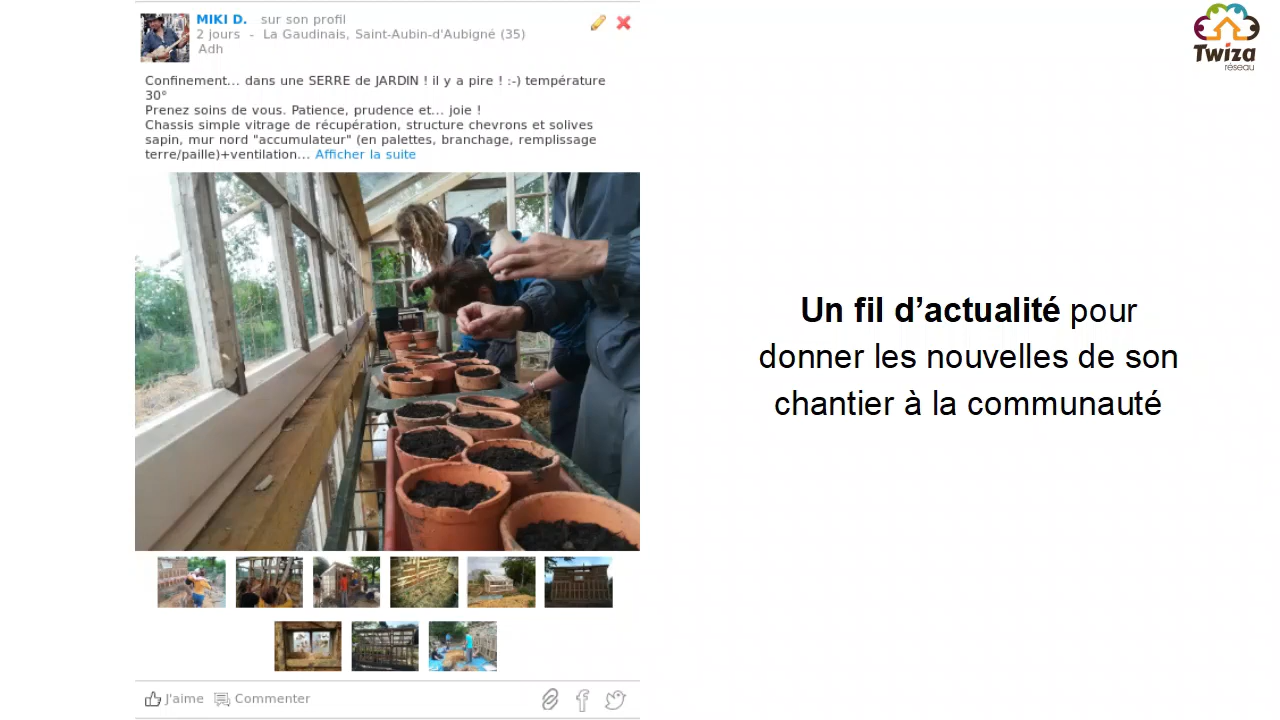 MIKI D. sur son profil
2 jours - La Gaudinais, Saint-Aubin-d'Aubigné (35)
Adh
Confinement... dans une SERRE de JARDIN ! il y a pire ! :-) température
30°
Prenez soins de vous. Patience, prudence et... joie !
Chassis simple vitrage de récupération, structure chevrons et solives
sapin, mur nord "accumulateur" (en palettes, branchage, remplissage
terre/paille)+ventilation... Afficher la suite
J'aime Commenter
Twiza
réseau
Un fil d’actualité pour
donner les nouvelles de son
chantier à la communauté